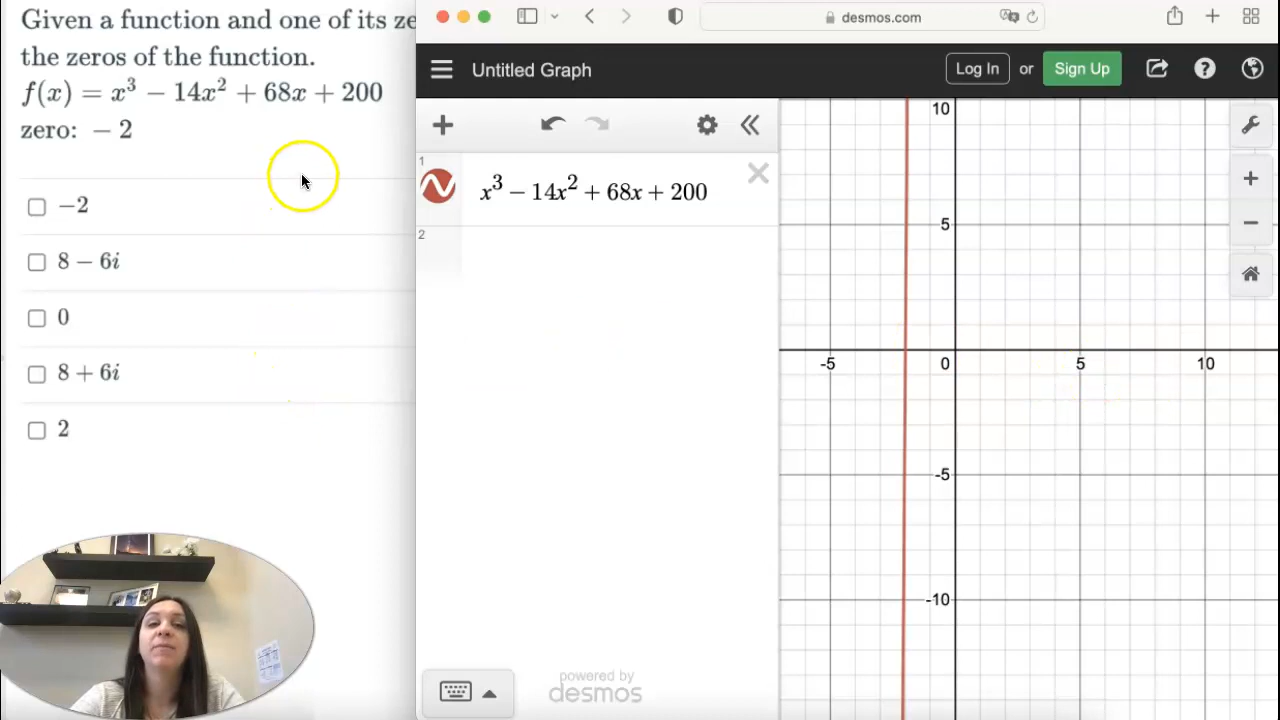 Given a function and one of its ze
the zeros of the function.
f(x) = x³ − 14x² + 68x + 200
zero: − 2
−2
8 − 6i
0
8 + 6i
2
desmos.com
Untitled Graph
Log In or Sign Up
1
x³ − 14x² + 68x + 200
2
powered by
desmos
10
5
-5 0 5 10
-5
-10